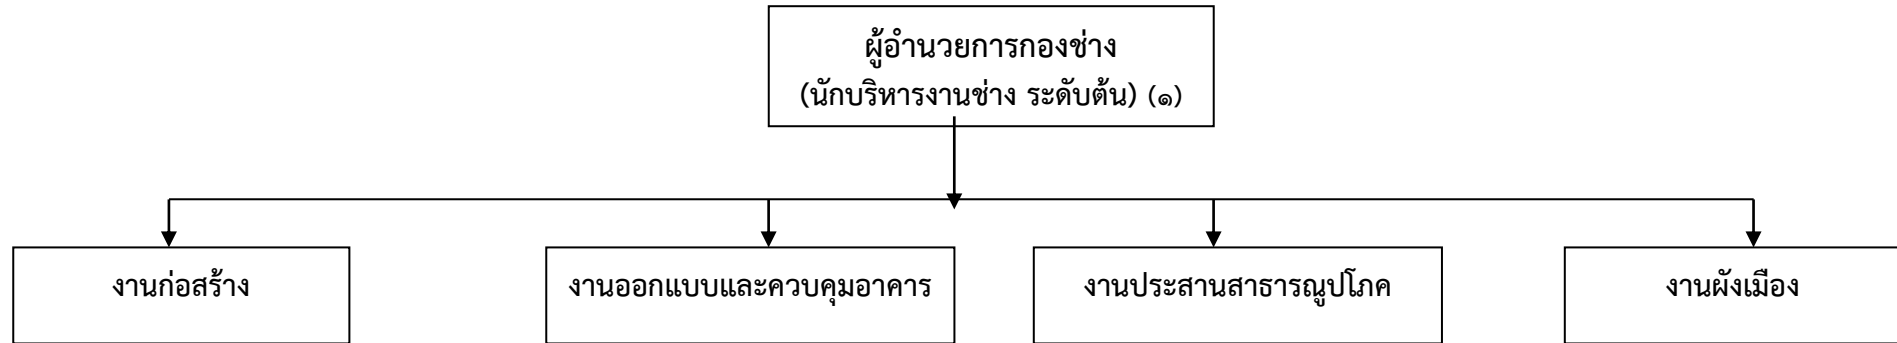 ผู้อำนวยการกองช่าง
(นักบริหารงานช่าง ระดับต้น) (๑)
งานก่อสร้าง
งานออกแบบและควบคุมอาคาร
งานประสานสาธารณูปโภค
งานผังเมือง